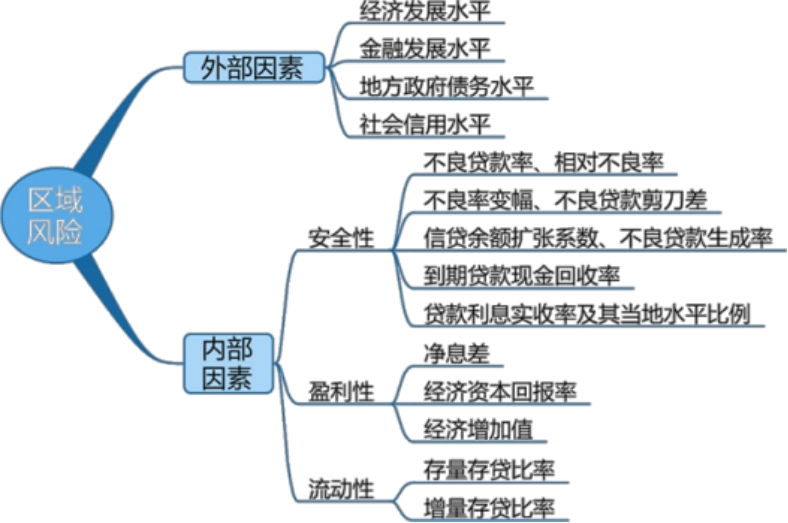 区域
风险
外部因素
经济发展水平
金融发展水平
地方政府债务水平
社会信用水平
内部
因素
安全性
不良贷款率、相对不良率
不良率变幅、不良贷款剪刀差
信贷余额扩张系数、不良贷款生成率
到期贷款现金回收率
贷款利息实收率及其当地水平比例
盈利性
净息差
经济资本回报率
经济增加值
流动性
存量存贷比率
增量存贷比率